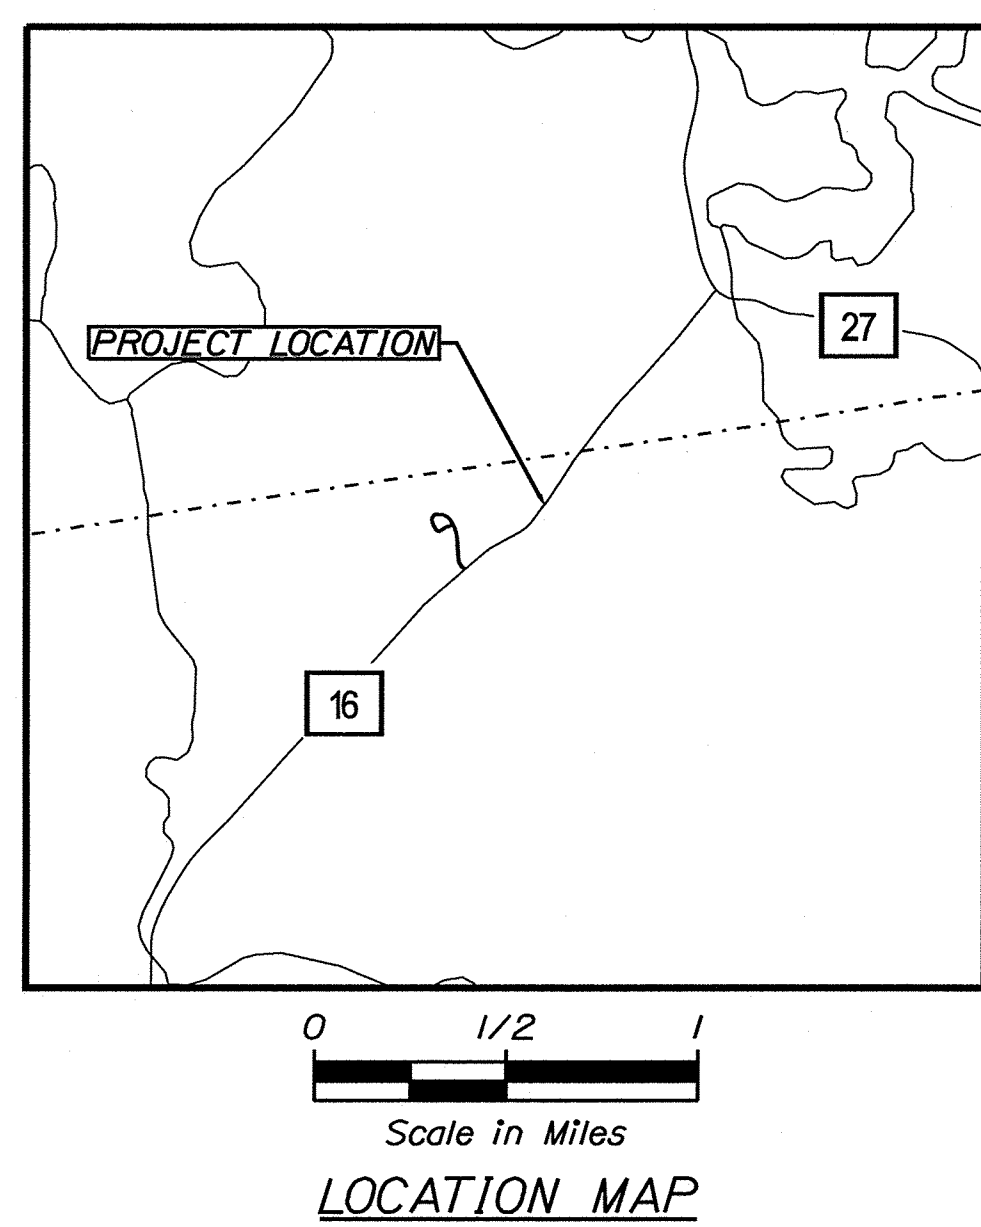 27
PROJECT LOCATION
16
0 1/2 1
Scale in Miles
LOCATION MAP